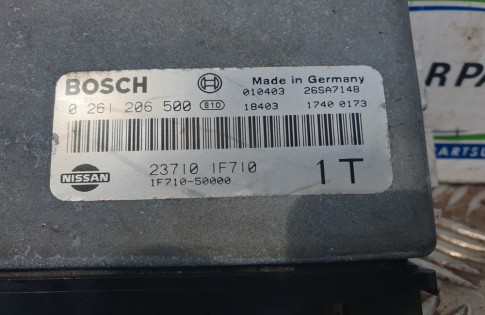 BOSCH Made in Germany
010403 26SA7148
0 261 206 500 810 18403 1740 0173
NISSAN 23710 1F710 1T
1F710-50000
RPA